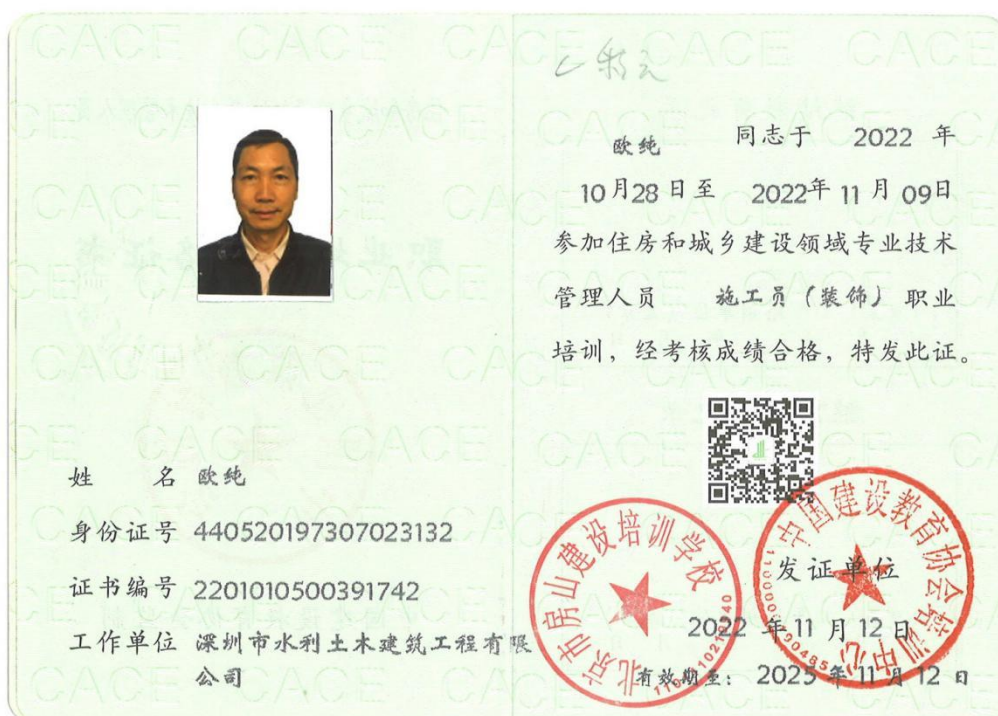 欧纯 同志于 2022 年
10月28 日至 2022年 11 月 09日
参加住房和城乡建设领域专业技术
管理人员 施工员（装饰）职业
培训，经考核成绩合格，特发此证。
姓 名 欧纯
身份证号 440520197307023132
证书编号 2201010500391742
工作单位 深圳市水利土木建筑工程有限
公司
北京市房山建设培训学校
中国建设教育协会培训中心
发证单位
2022 年 11 月 12 日
有效期至： 2025 年 11 月 12 日
CACE